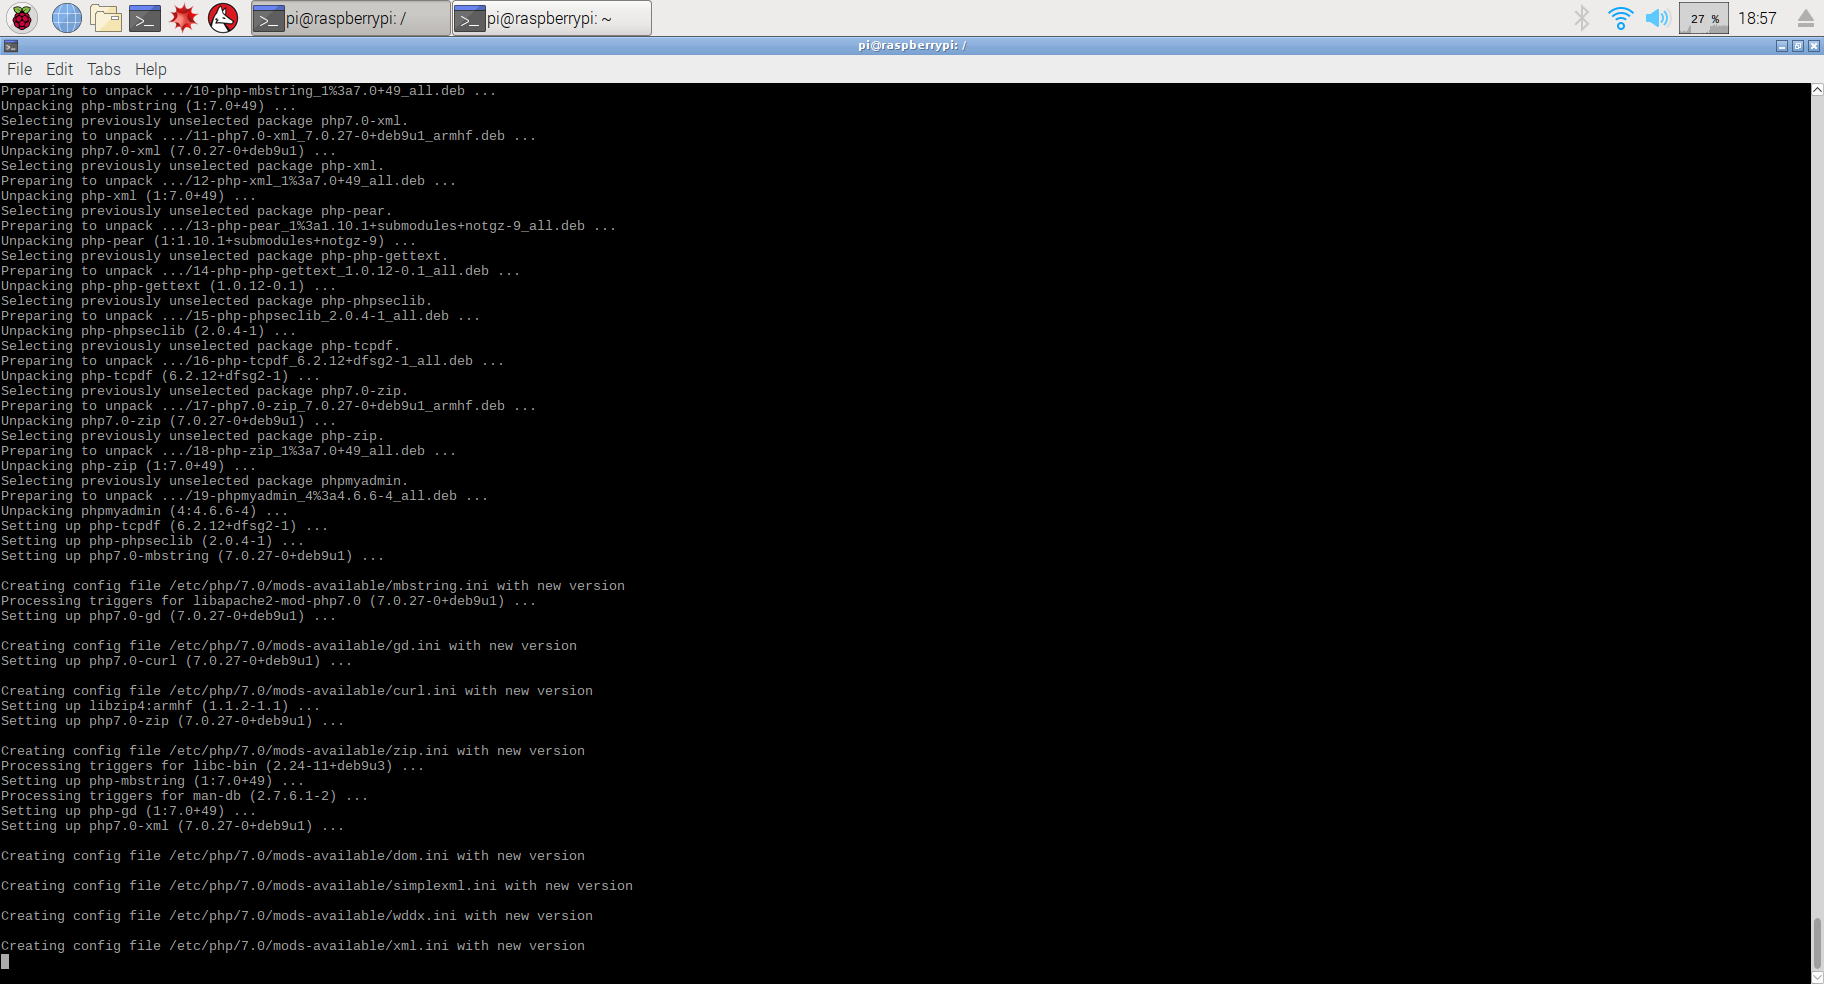 pi@raspberrypi: /
pi@raspberrypi: ~
27 %
18:57
pi@raspberrypi: /
File Edit Tabs Help
Preparing to unpack .../10-php-mbstring_1%3a7.0+49_all.deb ...
Unpacking php-mbstring (1:7.0+49) ...
Selecting previously unselected package php7.0-xml.
Preparing to unpack .../11-php7.0-xml_7.0.27-0+deb9u1_armhf.deb ...
Unpacking php7.0-xml (7.0.27-0+deb9u1) ...
Selecting previously unselected package php-xml.
Preparing to unpack .../12-php-xml_1%3a7.0+49_all.deb ...
Unpacking php-xml (1:7.0+49) ...
Selecting previously unselected package php-pear.
Preparing to unpack .../13-php-pear_1%3a1.10.1+submodules+notgz-9_all.deb ...
Unpacking php-pear (1:1.10.1+submodules+notgz-9) ...
Selecting previously unselected package php-php-gettext.
Preparing to unpack .../14-php-php-gettext_1.0.12-0.1_all.deb ...
Unpacking php-php-gettext (1.0.12-0.1) ...
Selecting previously unselected package php-phpseclib.
Preparing to unpack .../15-php-phpseclib_2.0.4-1_all.deb ...
Unpacking php-phpseclib (2.0.4-1) ...
Selecting previously unselected package php-tcpdf.
Preparing to unpack .../16-php-tcpdf_6.2.12+dfsg2-1_all.deb ...
Unpacking php-tcpdf (6.2.12+dfsg2-1) ...
Selecting previously unselected package php7.0-zip.
Preparing to unpack .../17-php7.0-zip_7.0.27-0+deb9u1_armhf.deb ...
Unpacking php7.0-zip (7.0.27-0+deb9u1) ...
Selecting previously unselected package php-zip.
Preparing to unpack .../18-php-zip_1%3a7.0+49_all.deb ...
Unpacking php-zip (1:7.0+49) ...
Selecting previously unselected package phpmyadmin.
Preparing to unpack .../19-phpmyadmin_4%3a4.6.6-4_all.deb ...
Unpacking phpmyadmin (4:4.6.6-4) ...
Setting up php-tcpdf (6.2.12+dfsg2-1) ...
Setting up php-phpseclib (2.0.4-1) ...
Setting up php7.0-mbstring (7.0.27-0+deb9u1) ...
Creating config file /etc/php/7.0/mods-available/mbstring.ini with new version
Processing triggers for libapache2-mod-php7.0 (7.0.27-0+deb9u1) ...
Setting up php7.0-gd (7.0.27-0+deb9u1) ...
Creating config file /etc/php/7.0/mods-available/gd.ini with new version
Setting up php7.0-curl (7.0.27-0+deb9u1) ...
Creating config file /etc/php/7.0/mods-available/curl.ini with new version
Setting up libzip4:armhf (1.1.2-1.1) ...
Setting up php7.0-zip (7.0.27-0+deb9u1) ...
Creating config file /etc/php/7.0/mods-available/zip.ini with new version
Processing triggers for libc-bin (2.24-11+deb9u3) ...
Setting up php-mbstring (1:7.0+49) ...
Processing triggers for man-db (2.7.6.1-2) ...
Setting up php-gd (1:7.0+49) ...
Setting up php7.0-xml (7.0.27-0+deb9u1) ...
Creating config file /etc/php/7.0/mods-available/dom.ini with new version
Creating config file /etc/php/7.0/mods-available/simplexml.ini with new version
Creating config file /etc/php/7.0/mods-available/wddx.ini with new version
Creating config file /etc/php/7.0/mods-available/xml.ini with new version